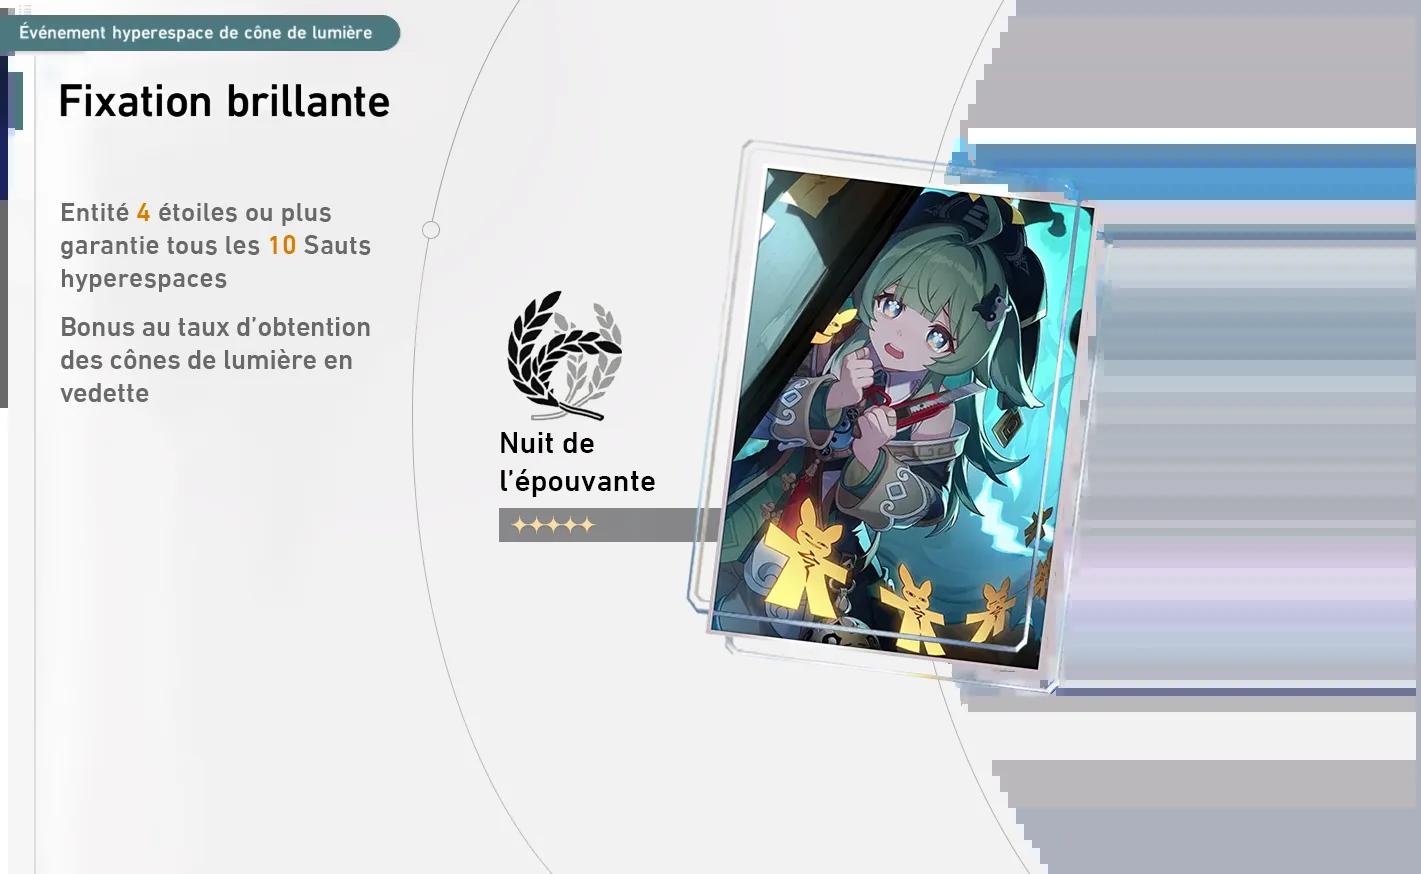 Événement hyperespace de cône de lumière
Fixation brillante
Entité 4 étoiles ou plus
garantie tous les 10 Sauts
hyperespaces
Bonus au taux d’obtention
des cônes de lumière en
vedette
Nuit de
l’épouvante